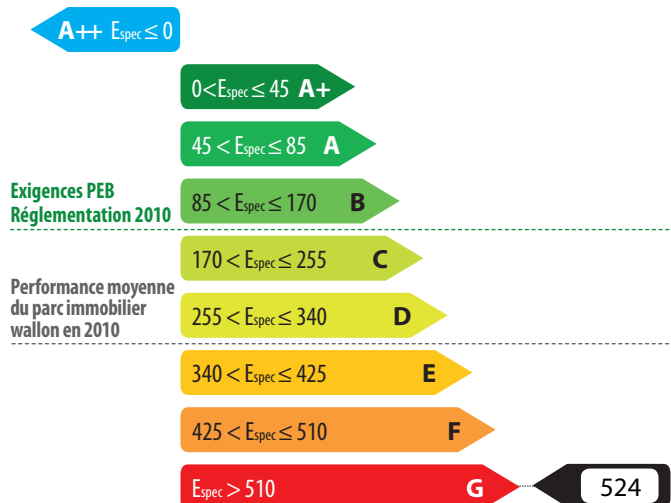 A++ Espec ≤ 0
0 < Espec ≤ 45 A+
45 < Espec ≤ 85 A
Exigences PEB
Réglementation 2010
85 < Espec ≤ 170 B
170 < Espec ≤ 255 C
Performance moyenne
du parc immobilier
wallon en 2010
255 < Espec ≤ 340 D
340 < Espec ≤ 425 E
425 < Espec ≤ 510 F
Espec > 510 G
524